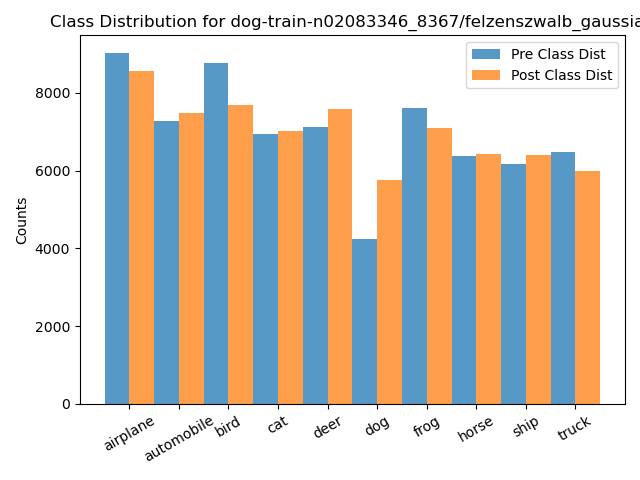 Class Distribution for dog-train-n02083346_8367/felzenszwalb_gaussia
Pre Class Dist
Post Class Dist
Counts
8000
6000
4000
2000
0
airplane
automobile
bird
cat
deer
dog
frog
horse
ship
truck